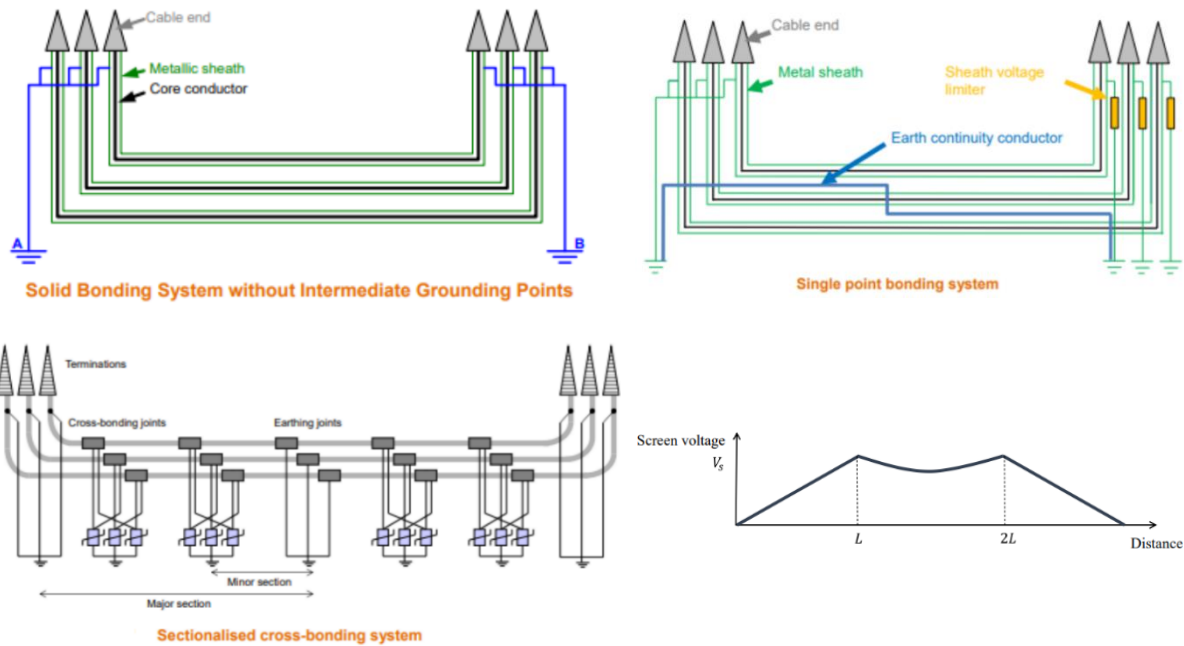 Cable end
Metallic sheath
Core conductor
A
B
Solid Bonding System without Intermediate Grounding Points
Cable end
Metal sheath
Sheath voltage
limiter
Earth continuity conductor
Single point bonding system
Terminations
Cross-bonding joints
Earthing joints
Minor section
Major section
Sectionalised cross-bonding system
Screen voltage
Vₛ
L
2L
Distance